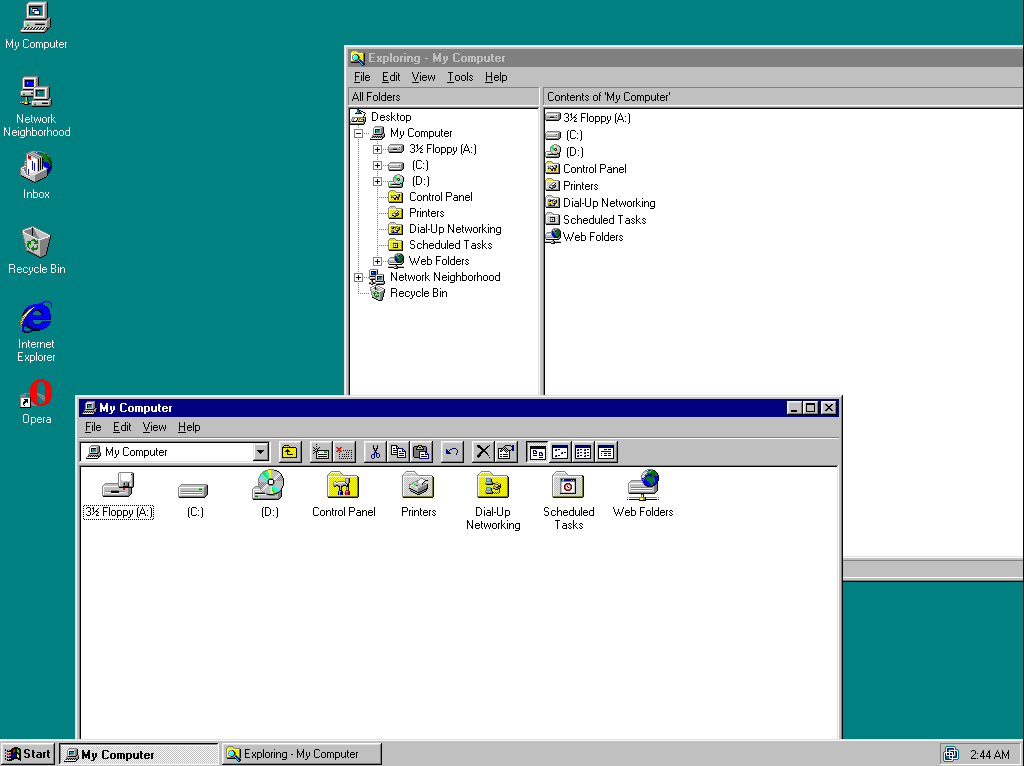 My Computer
Network
Neighborhood
Inbox
Recycle Bin
Internet
Explorer
Opera
Exploring - My Computer
File Edit View Tools Help
All Folders
Contents of 'My Computer'
Desktop
My Computer
3½ Floppy (A:)
(C:)
(D:)
Control Panel
Printers
Dial-Up Networking
Scheduled Tasks
Web Folders
Network Neighborhood
Recycle Bin
3½ Floppy (A:)
(C:)
(D:)
Control Panel
Printers
Dial-Up Networking
Scheduled Tasks
Web Folders
My Computer
File Edit View Help
My Computer
3½ Floppy (A:)
(C:)
(D:)
Control Panel
Printers
Dial-Up
Networking
Scheduled
Tasks
Web Folders
Start
My Computer
Exploring - My Computer
2:44 AM